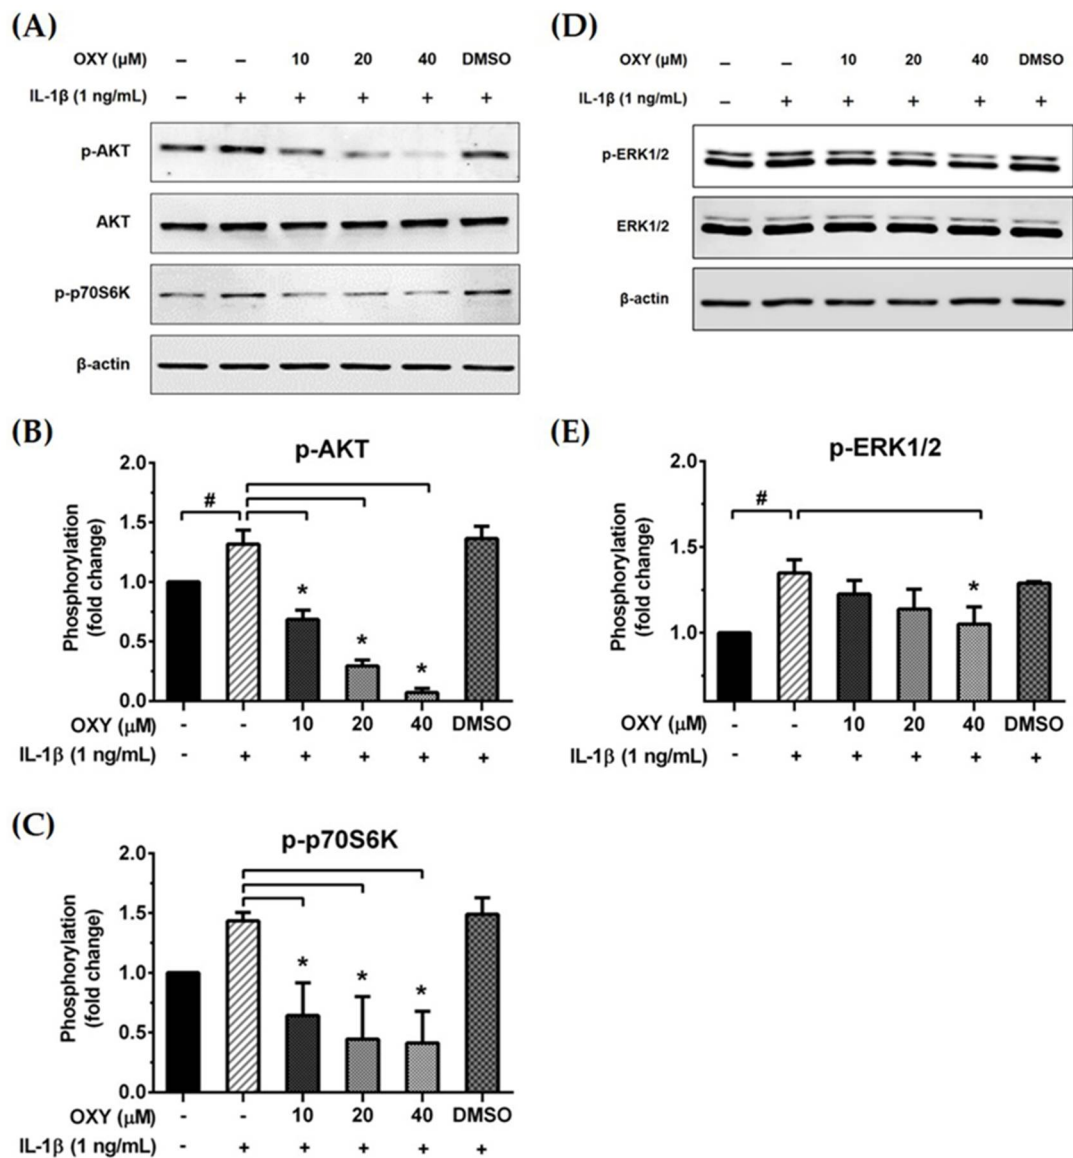 (A)
OXY (μM) – – 10 20 40 DMSO
IL-1β (1 ng/mL) – + + + + +
p-AKT
AKT
p-p70S6K
β-actin
(D)
OXY (μM) – – 10 20 40 DMSO
IL-1β (1 ng/mL) – + + + + +
p-ERK1/2
ERK1/2
β-actin
(B)
p-AKT
Phosphorylation
(fold change)
2.0
1.5
1.0
0.5
0.0
#
* * *
OXY (μM) - - 10 20 40 DMSO
IL-1β (1 ng/mL) - + + + + +
(E)
p-ERK1/2
Phosphorylation
(fold change)
2.0
1.5
1.0
#
*
OXY (μM) - - 10 20 40 DMSO
IL-1β (1 ng/mL) - + + + + +
(C)
p-p70S6K
Phosphorylation
(fold change)
2.0
1.5
1.0
0.5
0.0
* * *
OXY (μM) - - 10 20 40 DMSO
IL-1β (1 ng/mL) - + + + + +